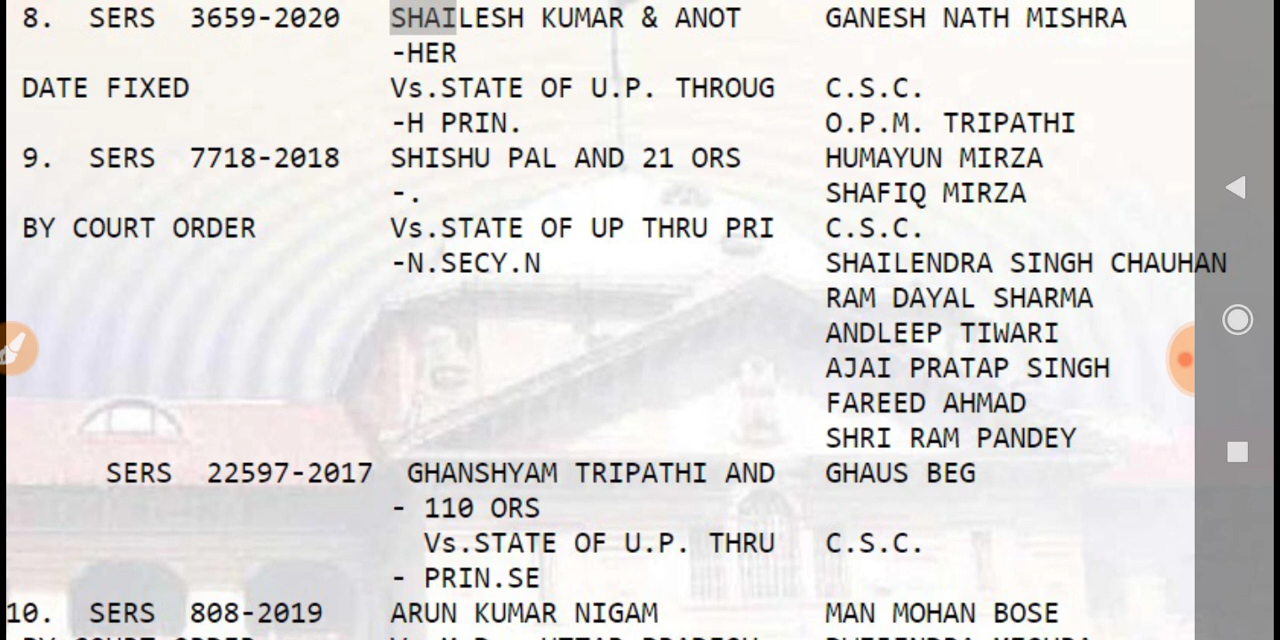 8. SERS 3659-2020 SHAILESH KUMAR & ANOT GANESH NATH MISHRA
-HER
DATE FIXED Vs.STATE OF U.P. THROUG C.S.C.
-H PRIN. O.P.M. TRIPATHI
9. SERS 7718-2018 SHISHU PAL AND 21 ORS HUMAYUN MIRZA
-. SHAFIQ MIRZA
BY COURT ORDER Vs.STATE OF UP THRU PRI C.S.C.
-N.SECY.N SHAILENDRA SINGH CHAUHAN
RAM DAYAL SHARMA
ANDLEEP TIWARI
AJAI PRATAP SINGH
FAREED AHMAD
SHRI RAM PANDEY
SERS 22597-2017 GHANSHYAM TRIPATHI AND GHAUS BEG
- 110 ORS
Vs.STATE OF U.P. THRU C.S.C.
- PRIN.SE
10. SERS 808-2019 ARUN KUMAR NIGAM MAN MOHAN BOSE
BY COURT ORDER